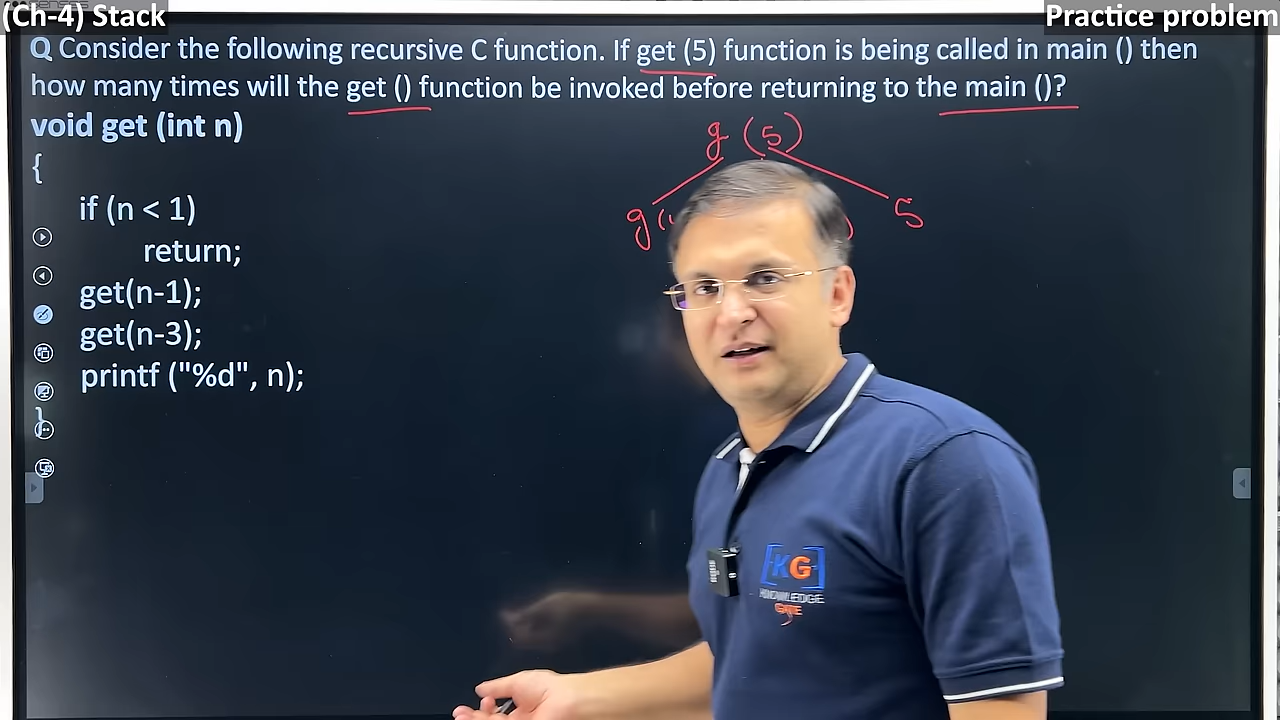 (Ch-4) Stack
Practice problem
Q Consider the following recursive C function. If get (5) function is being called in main () then
how many times will the get () function be invoked before returning to the main ()?
void get (int n)
{
if (n < 1)
return;
get(n-1);
get(n-3);
printf ("%d", n);
}
g (5)
g(
) 5
KG
KNOWLEDGE
GATE